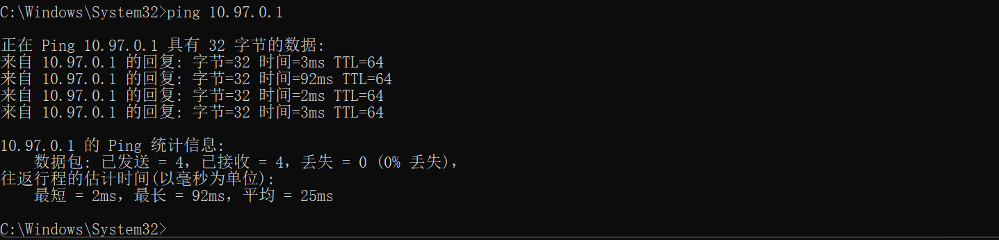 C:\Windows\System32>ping 10.97.0.1
正在 Ping 10.97.0.1 具有 32 字节的数据:
来自 10.97.0.1 的回复: 字节=32 时间=3ms TTL=64
来自 10.97.0.1 的回复: 字节=32 时间=92ms TTL=64
来自 10.97.0.1 的回复: 字节=32 时间=2ms TTL=64
来自 10.97.0.1 的回复: 字节=32 时间=3ms TTL=64
10.97.0.1 的 Ping 统计信息:
    数据包: 已发送 = 4，已接收 = 4，丢失 = 0 (0% 丢失)，
往返行程的估计时间(以毫秒为单位):
    最短 = 2ms，最长 = 92ms，平均 = 25ms
C:\Windows\System32>